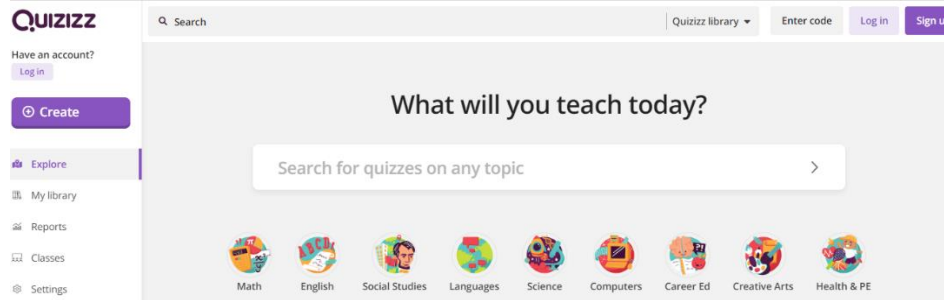 QUIZIZZ
Search
Quizizz library
Enter code
Log in
Sign u
Have an account?
Log in
Create
Explore
My library
Reports
Classes
Settings
What will you teach today?
Search for quizzes on any topic
Math
English
Social Studies
Languages
Science
Computers
Career Ed
Creative Arts
Health & PE